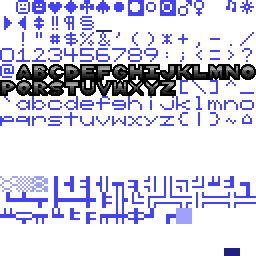 ☺☻♥♦♣♠•◘○◙♂♀ ♪♫☼
►◄↕‼¶§▬
! " # $ % & ' ( ) * + , - . /
0123456789:;<=>?
@ABCDEFGHIJKLMNO
PQRSTUVWXYZ[\]^_
`abcdefghijklmno
pqrstuvwxyz{|}~⌂